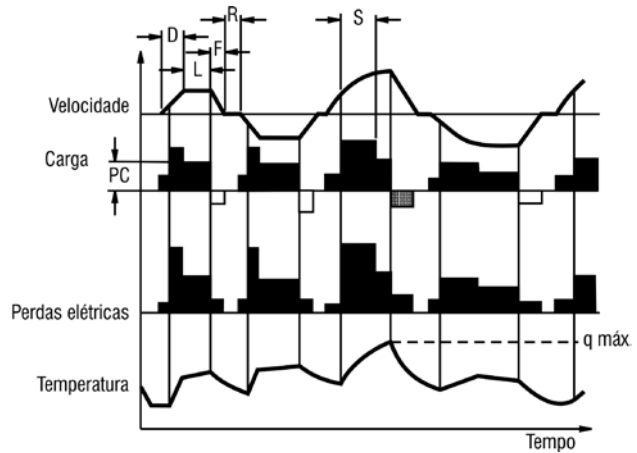 R
S
D
F
L
Velocidade
Carga
PC
Perdas elétricas
q máx.
Temperatura
Tempo